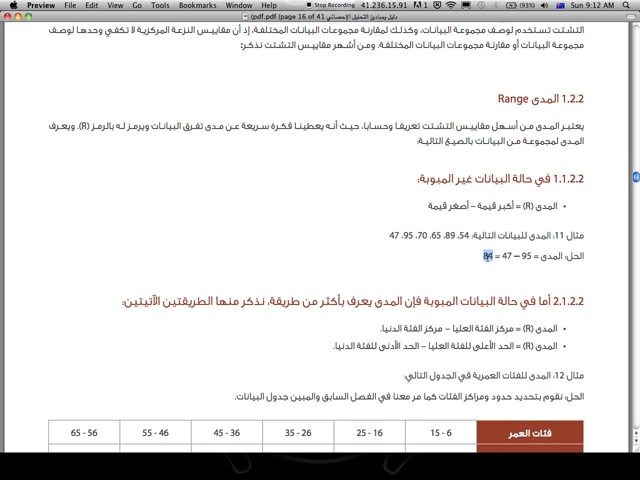 Preview File Edit View Go Tools Bookmarks Window Help Stop Recording 41.236.15.91 1 (93%) Sun 9:12 AM
دليل ومبادئ التحليل الإحصائي pdf.pdf (page 16 of 41)
التشتت تستخدم لوصف مجموعة البيانات، وكذلك لمقارنة مجموعات البيانات المختلفة، إذ أن مقاييس النزعة المركزية لا تكفي وحدها لوصف
مجموعة البيانات أو مقارنة مجموعات البيانات المختلفة. ومن أشهر مقاييس التشتت نذكر:
1.2.2 المدى Range
يعتبر المدى من أسهل مقاييس التشتت تعريفا وحسابا، حيث أنه يعطينا فكرة سريعة عن مدى تفرق البيانات ويرمز له بالرمز (R). ويعرف
المدى لمجموعة من البيانات بالصيغ التالية:
1.1.2.2 في حالة البيانات غير المبوبة:
• المدى (R) = أكبر قيمة – أصغر قيمة
مثال 11: المدى للبيانات التالية: 54، 89، 65، 70، 95، 47
الحل: المدى = 95 – 47 = 84
2.1.2.2 أما في حالة البيانات المبوبة فإن المدى يعرف بأكثر من طريقة، نذكر منها الطريقتين الآتيتين:
• المدى (R) = مركز الفئة العليا – مركز الفئة الدنيا.
• المدى (R) = الحد الأعلى للفئة العليا – الحد الأدنى للفئة الدنيا.
مثال 12: المدى للفئات العمرية في الجدول التالي:
الحل: نقوم بتحديد حدود ومراكز الفئات كما مر معنا في الفصل السابق والمبين جدول البيانات.
فئات العمر 15 - 6 25 - 16 35 - 26 45 - 36 55 - 46 65 - 56